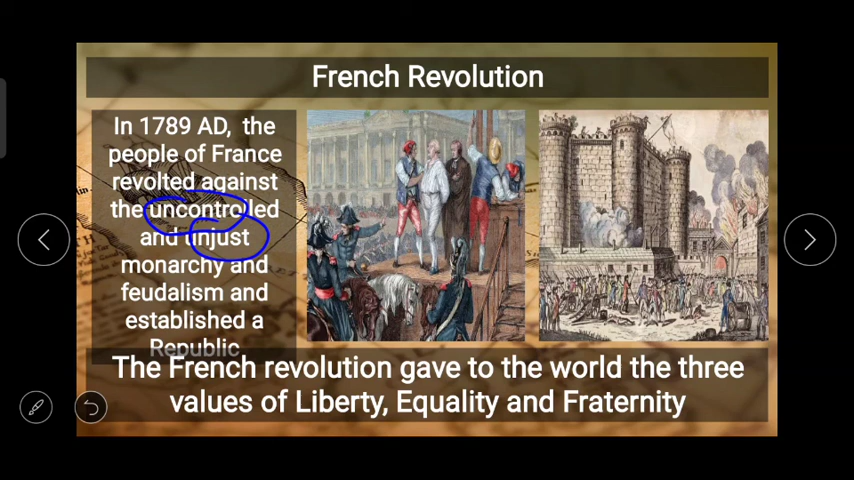 French Revolution
In 1789 AD, the
people of France
revolted against
the uncontrolled
and unjust
monarchy and
feudalism and
established a
Republic
The French revolution gave to the world the three
values of Liberty, Equality and Fraternity